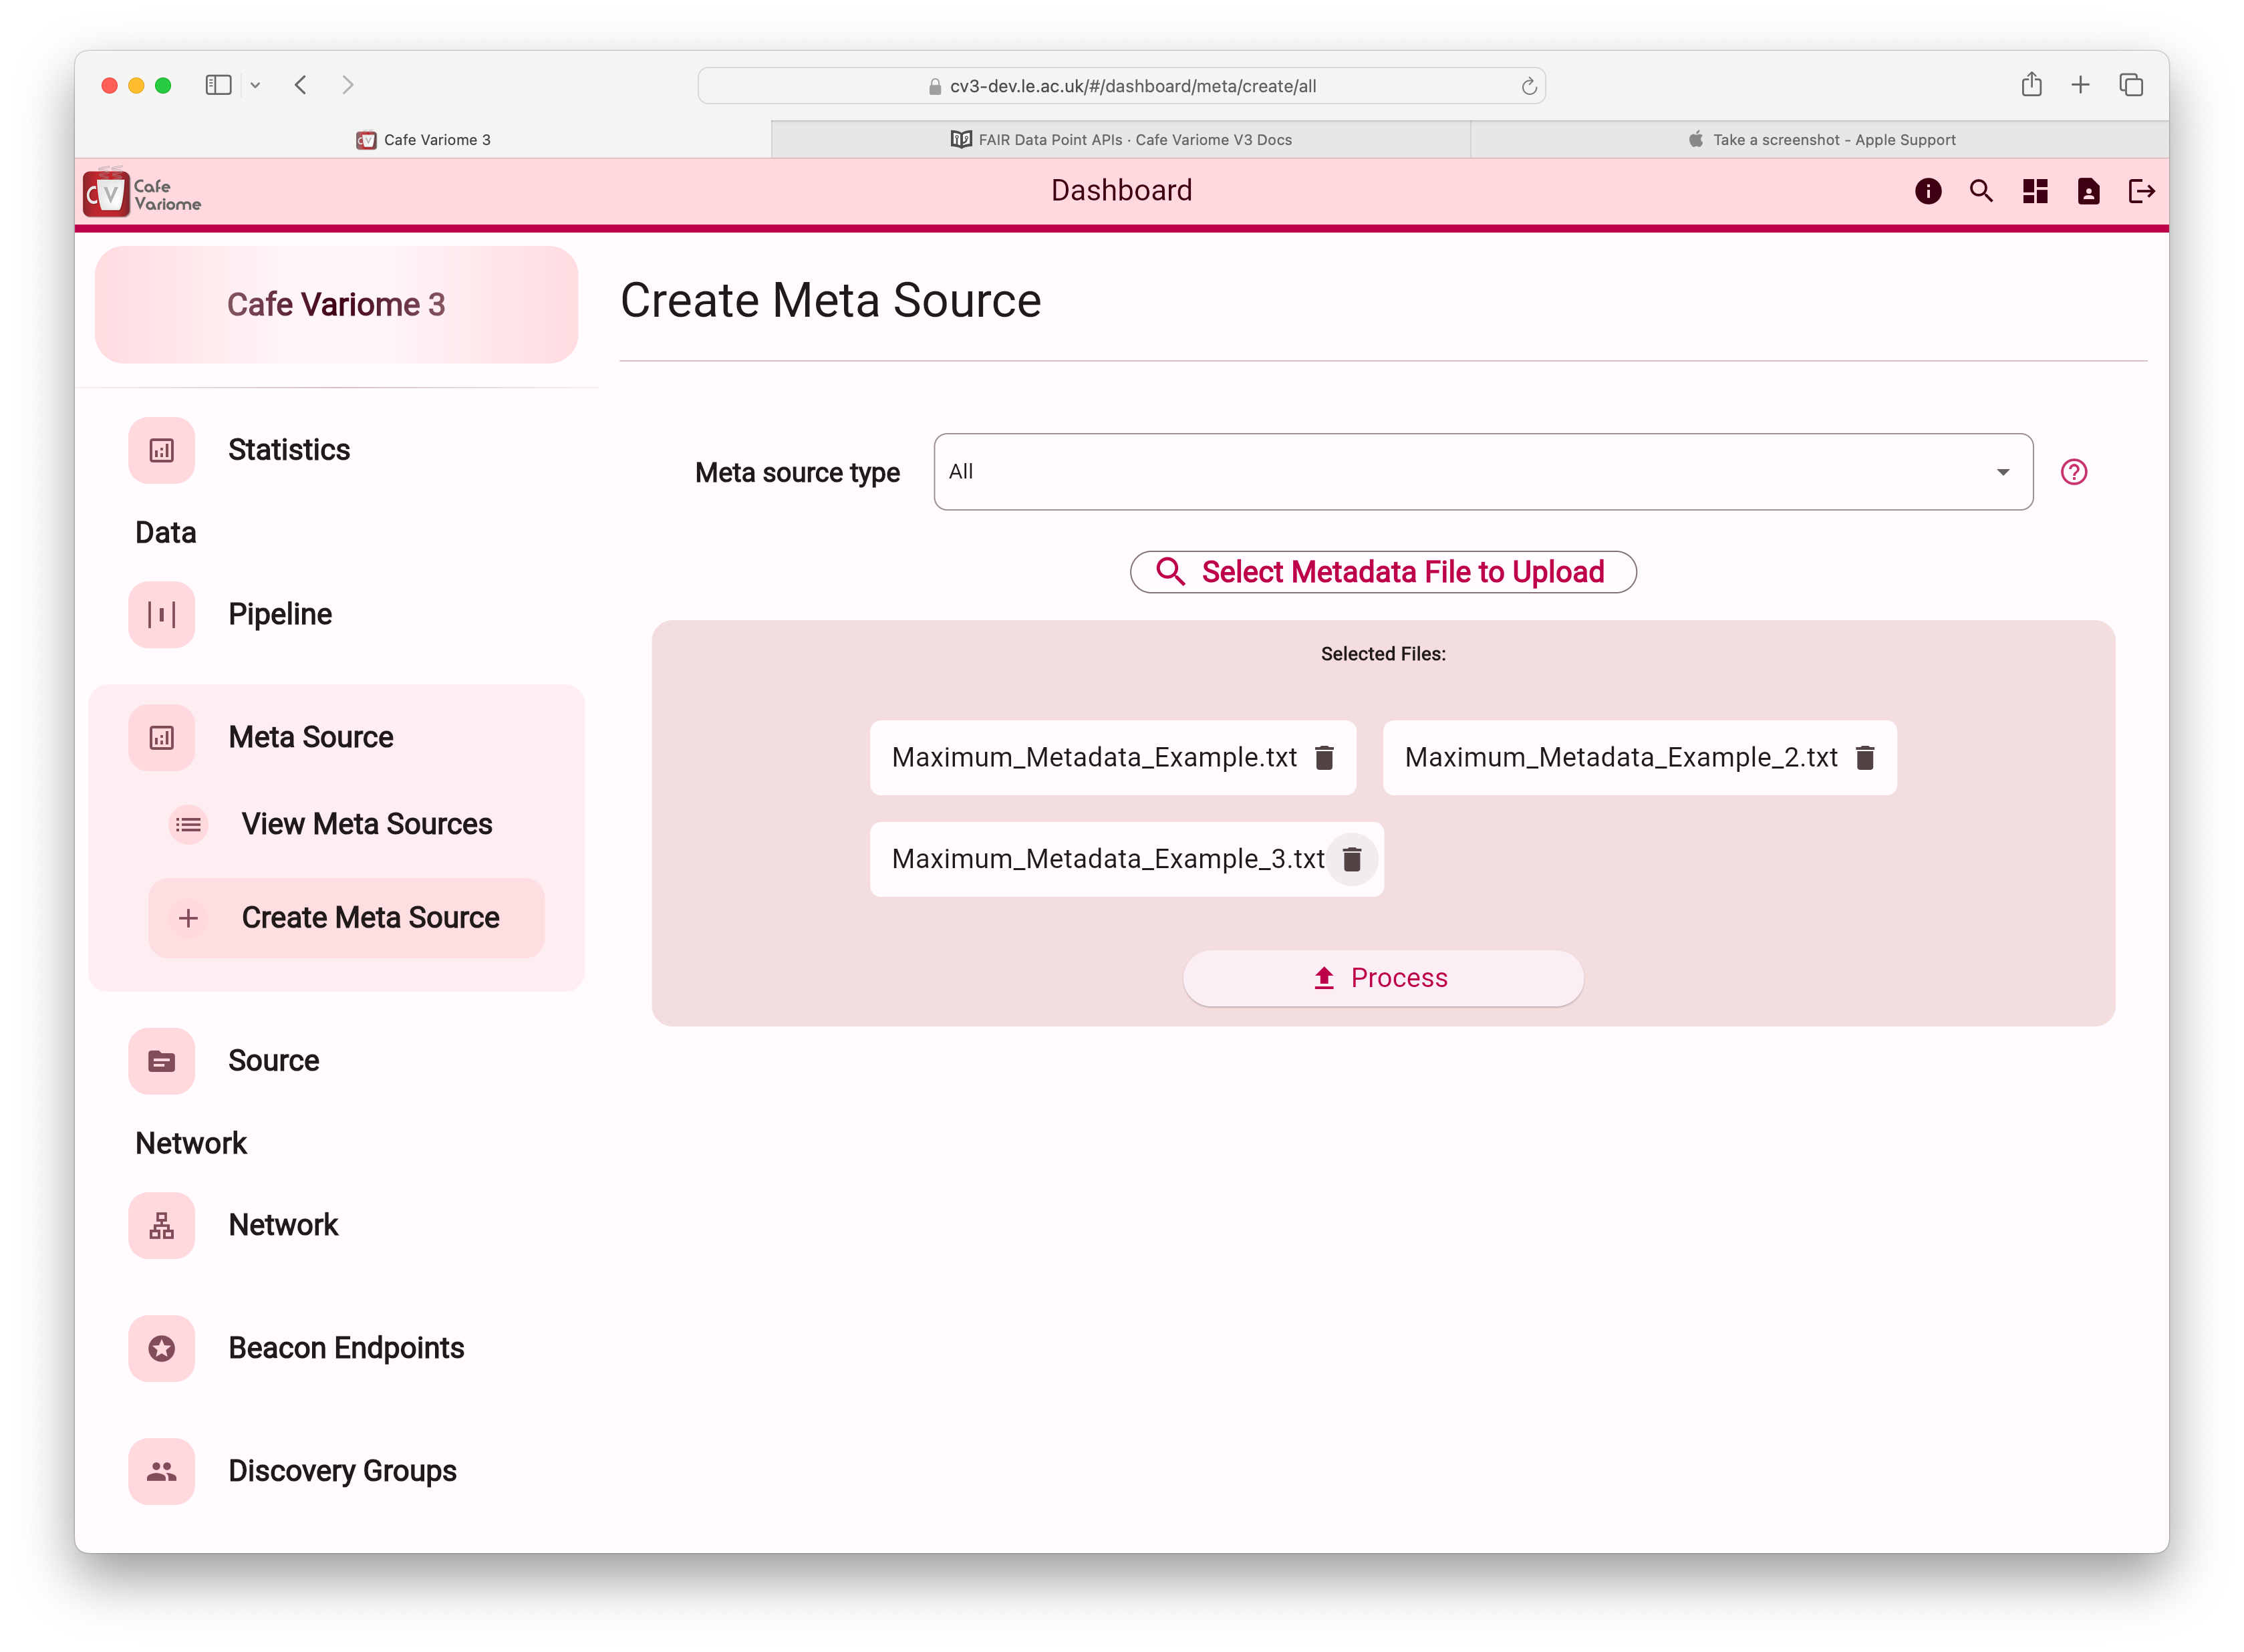 cv3-dev.le.ac.uk/#/dashboard/meta/create/all
Cafe Variome 3
FAIR Data Point APIs · Cafe Variome V3 Docs
Take a screenshot - Apple Support
CV
Cafe
Variome
Dashboard
Cafe Variome 3
Create Meta Source
Statistics
Meta source type
All
Data
Select Metadata File to Upload
Pipeline
Selected Files:
Meta Source
Maximum_Metadata_Example.txt
Maximum_Metadata_Example_2.txt
View Meta Sources
Maximum_Metadata_Example_3.txt
Create Meta Source
Process
Source
Network
Network
Beacon Endpoints
Discovery Groups